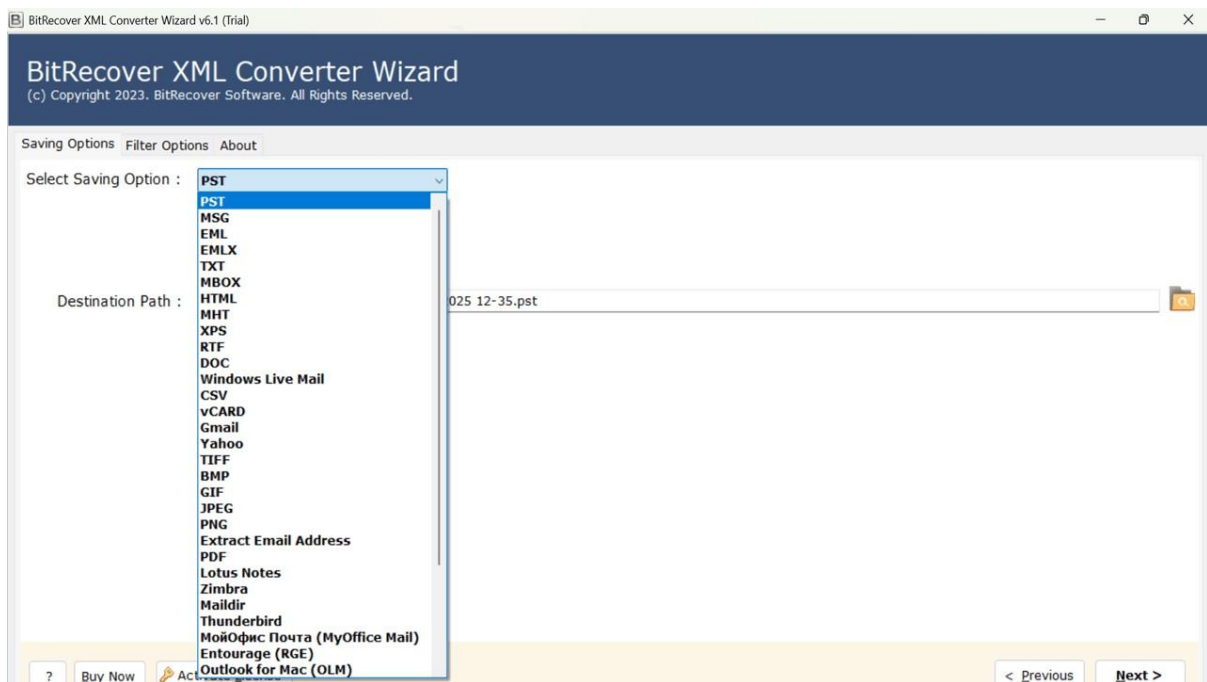 BitRecover XML Converter Wizard v6.1 (Trial)
BitRecover XML Converter Wizard
(c) Copyright 2023. BitRecover Software. All Rights Reserved.
Saving Options Filter Options About
Select Saving Option : PST
PST
MSG
EML
EMLX
TXT
MBOX
Destination Path : 025 12-35.pst
HTML
MHT
XPS
RTF
DOC
Windows Live Mail
CSV
vCARD
Gmail
Yahoo
TIFF
BMP
GIF
JPEG
PNG
Extract Email Address
PDF
Lotus Notes
Zimbra
Maildir
Thunderbird
МойОфис Почта (MyOffice Mail)
Entourage (RGE)
Outlook for Mac (OLM)
? Buy Now Act < Previous Next >